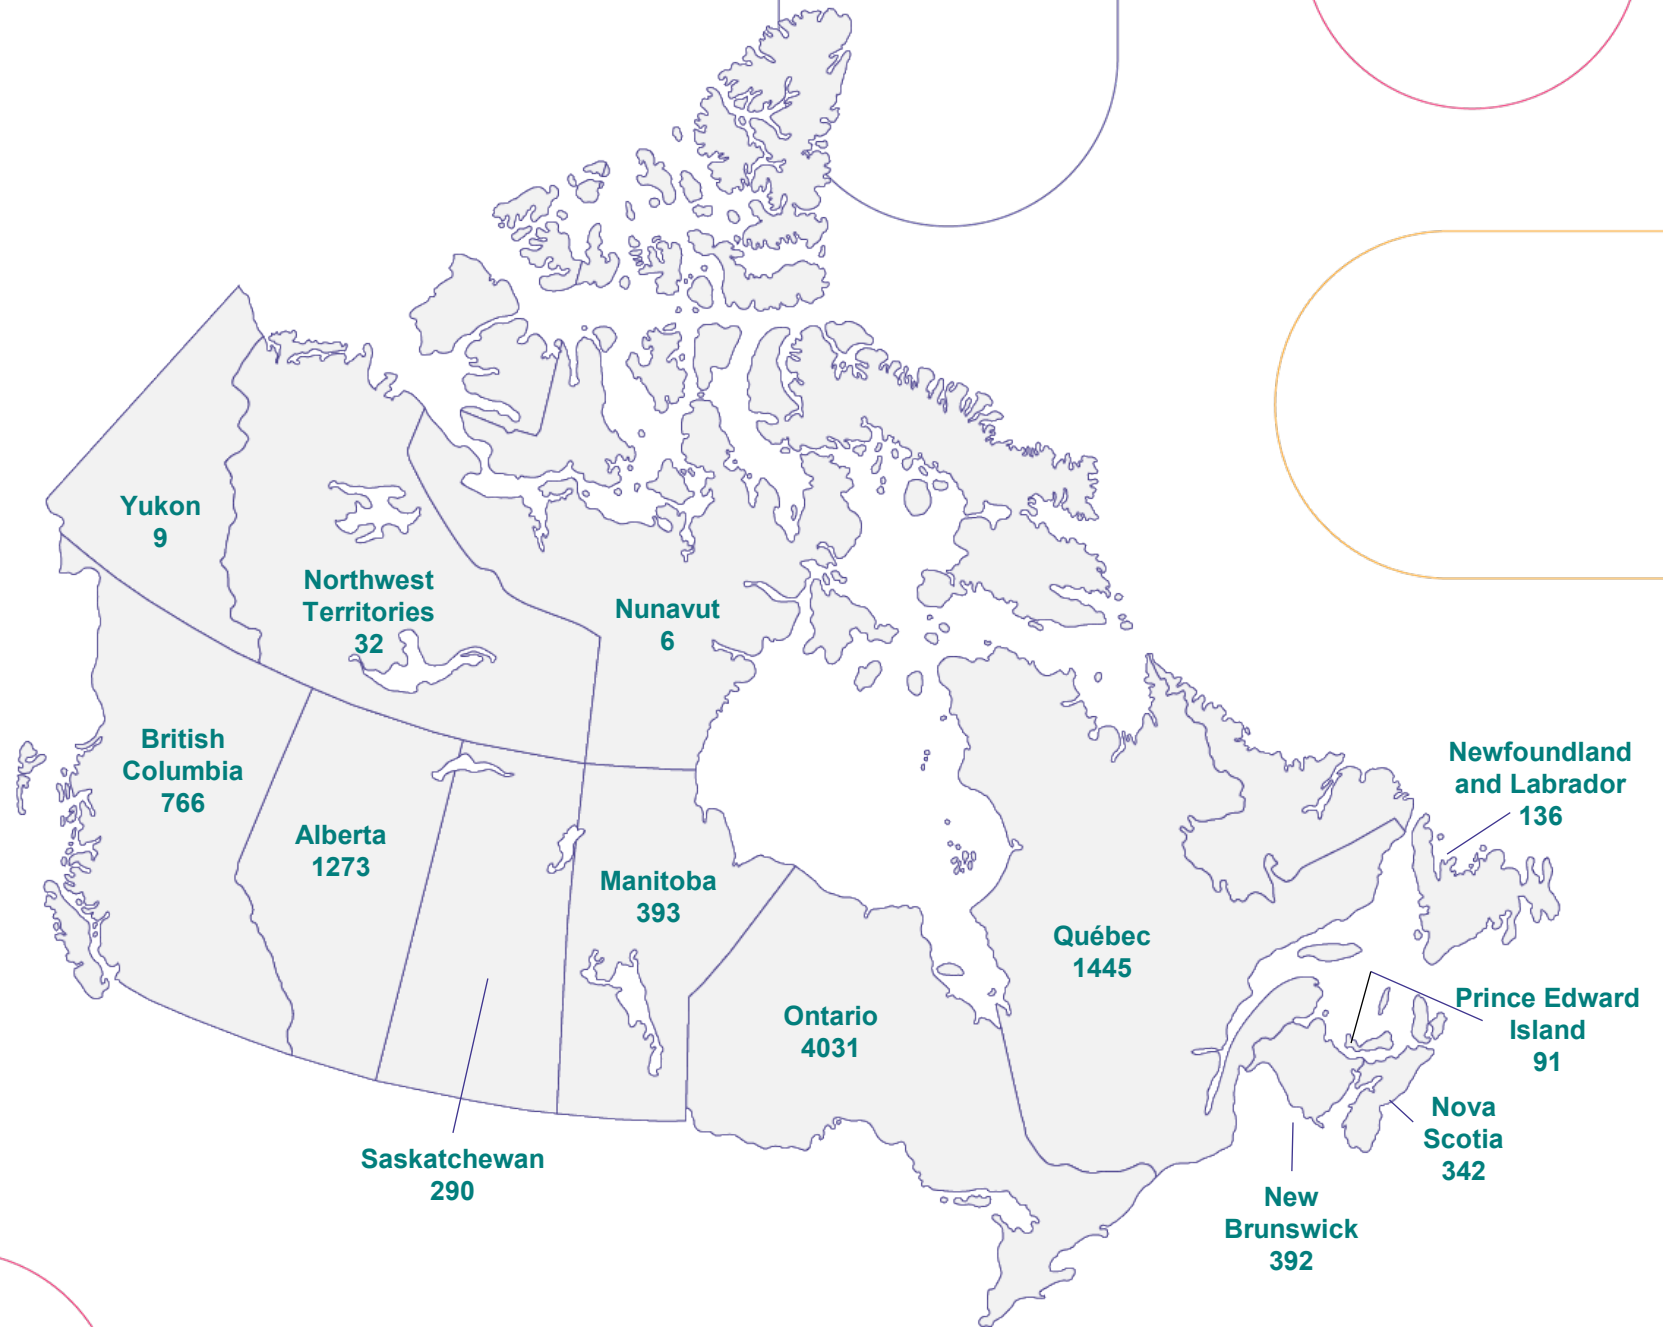 Yukon
9
Northwest
Territories
32
Nunavut
6
British
Columbia
766
Alberta
1273
Saskatchewan
290
Manitoba
393
Ontario
4031
Québec
1445
Newfoundland
and Labrador
136
Prince Edward
Island
91
Nova
Scotia
342
New
Brunswick
392